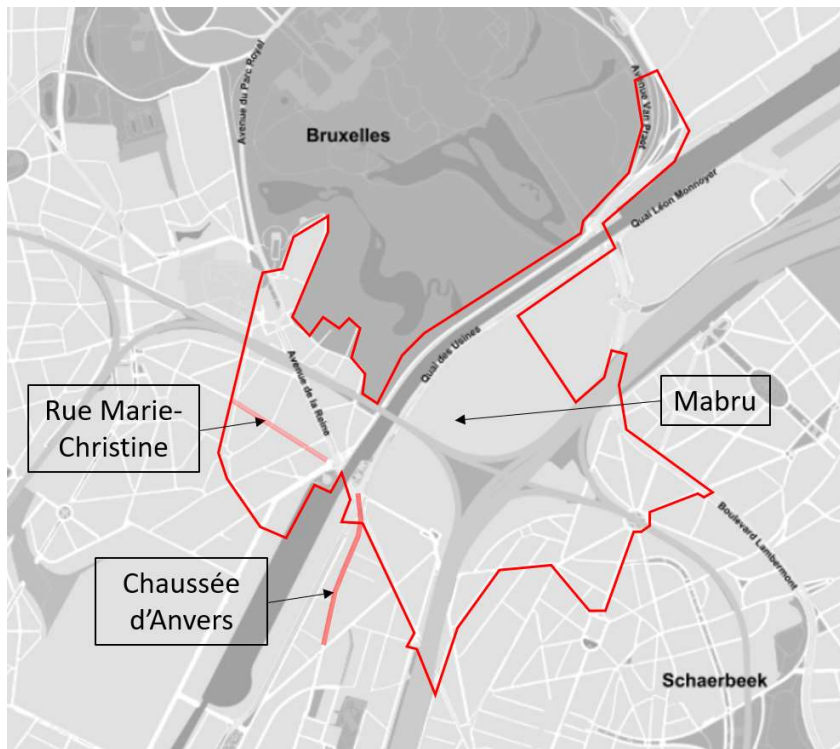 Avenue du Parc Royal
Bruxelles
Avenue Van Praet
Quai Léon Monnoyer
Quai des Usines
Avenue de la Reine
Rue Marie-
Christine
Mabru
Chaussée
d'Anvers
Boulevard Lambermont
Schaerbeek